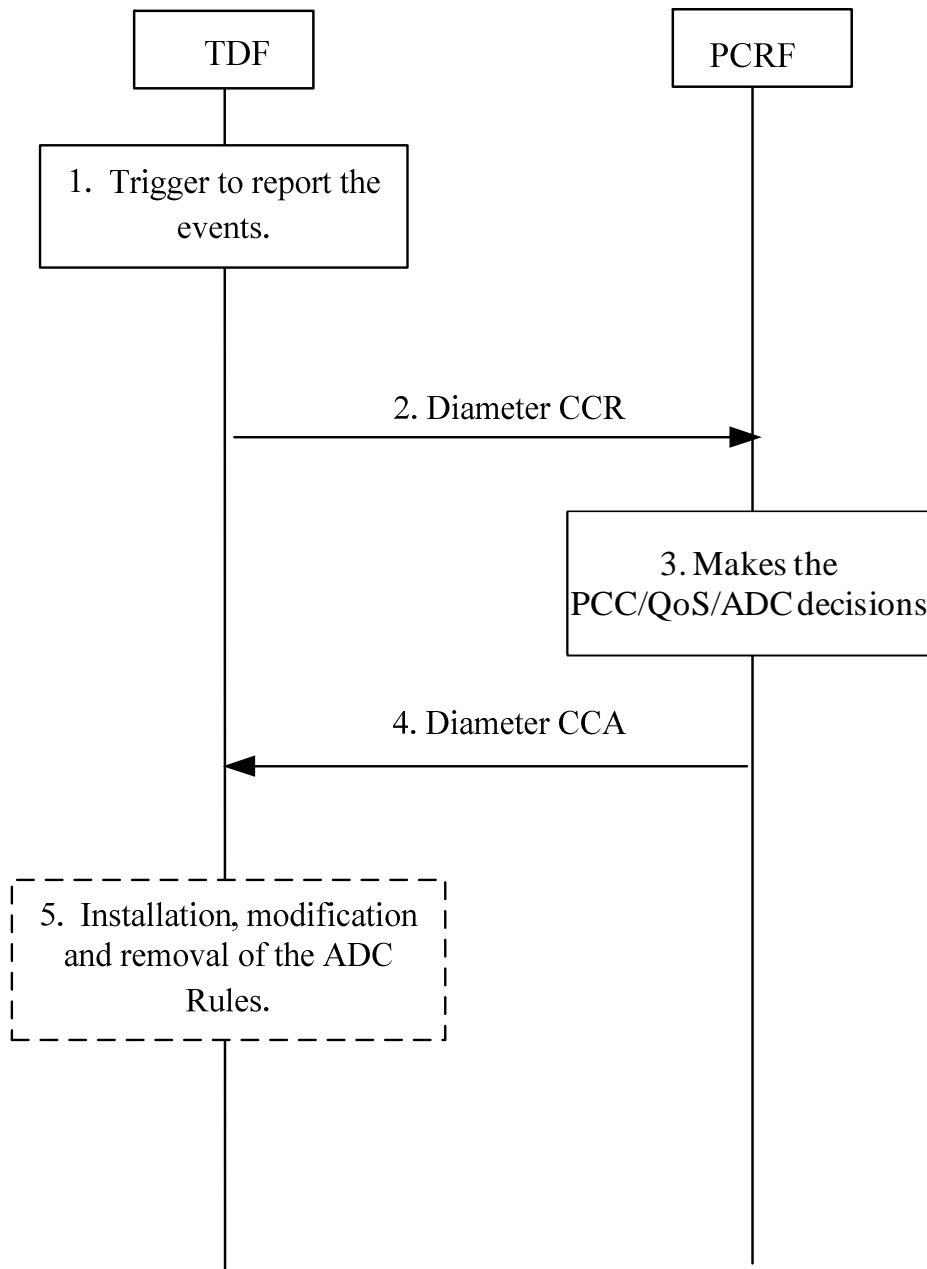 TDF
PCRF
1. Trigger to report the
events.
2. Diameter CCR
3. Makes the
PCC/QoS/ADC decisions
4. Diameter CCA
5. Installation, modification
and removal of the ADC
Rules.